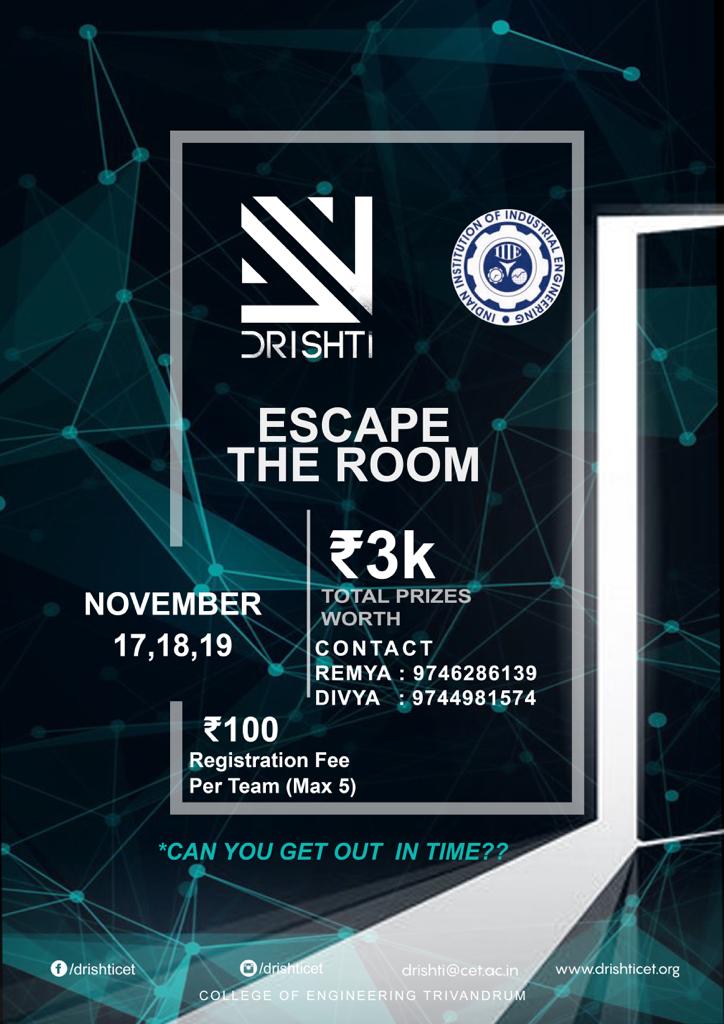 DRISHTI
INDIAN INSTITUTION OF INDUSTRIAL ENGINEERING
IIIE
ESCAPE
THE ROOM
₹3k
TOTAL PRIZES
WORTH
NOVEMBER
17,18,19
CONTACT
REMYA : 9746286139
DIVYA : 9744981574
₹100
Registration Fee
Per Team (Max 5)
*CAN YOU GET OUT IN TIME??
/drishticet /drishticet drishti@cet.ac.in www.drishticet.org
COLLEGE OF ENGINEERING TRIVANDRUM